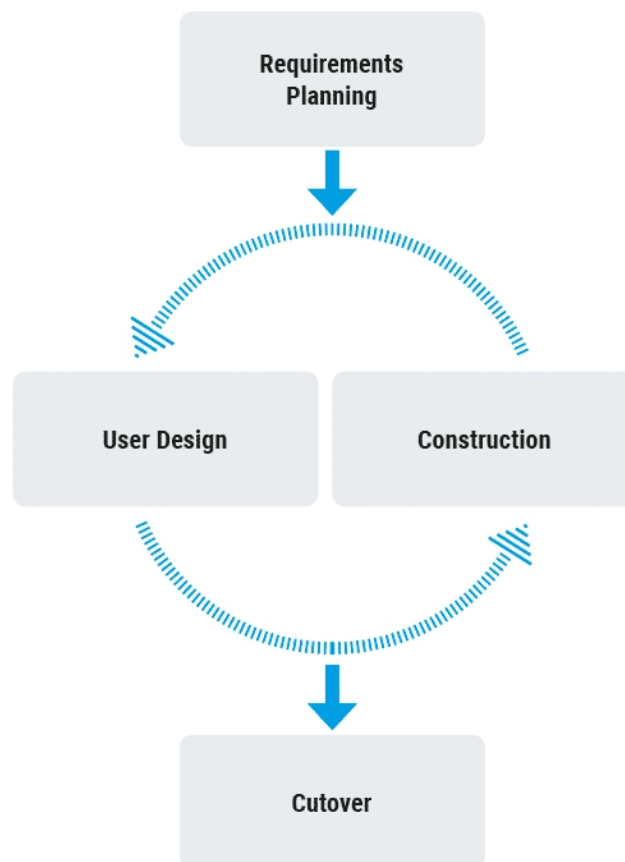 Requirements
Planning
User Design
Construction
Cutover